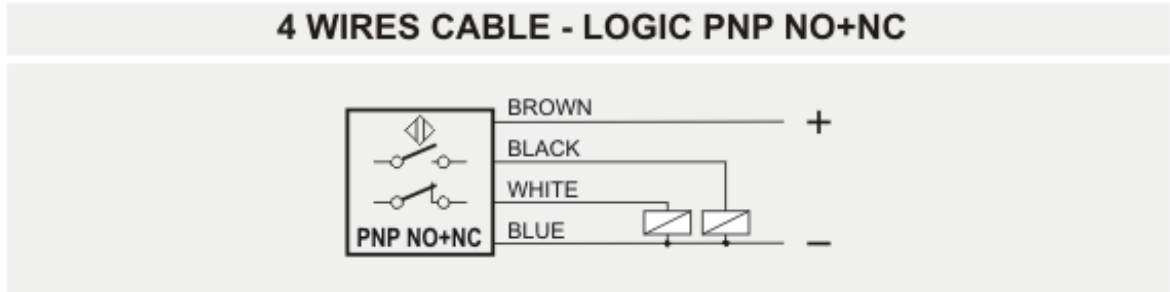 4 WIRES CABLE - LOGIC PNP NO+NC
BROWN
+
BLACK
WHITE
BLUE
PNP NO+NC
–